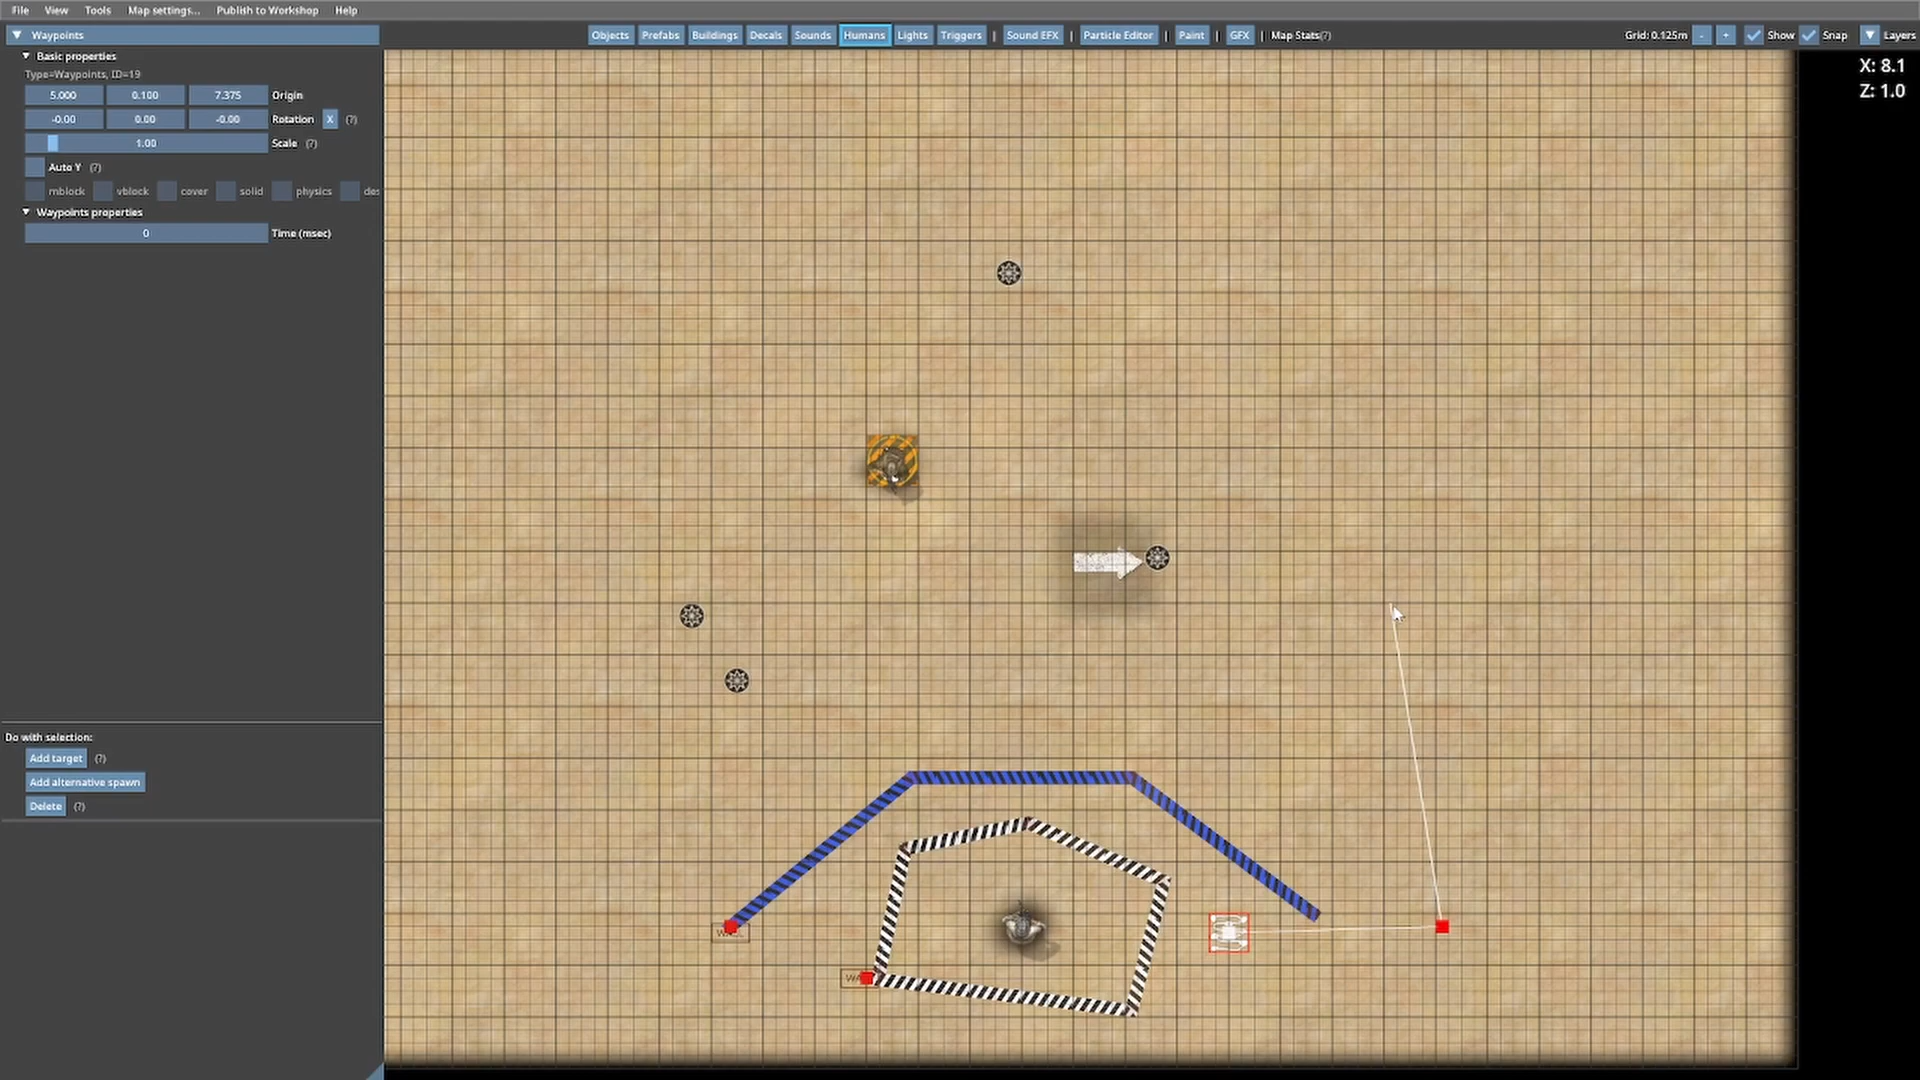 File View Tools Map settings... Publish to Workshop Help
Waypoints
Objects Prefabs Buildings Decals Sounds Humans Lights Triggers | Sound EFX | Particle Editor | Paint | GFX | Map Stats(?)
Grid: 0.125m - + Show Snap Layers
X: 8.1
Z: 1.0
Basic properties
Type=Waypoints, ID=19
5.000 0.100 7.375 Origin
-0.00 0.00 -0.00 Rotation X (?)
1.00 Scale (?)
Auto Y (?)
mblock vblock cover solid physics des
Waypoints properties
0 Time (msec)
Do with selection:
Add target (?)
Add alternative spawn
Delete (?)